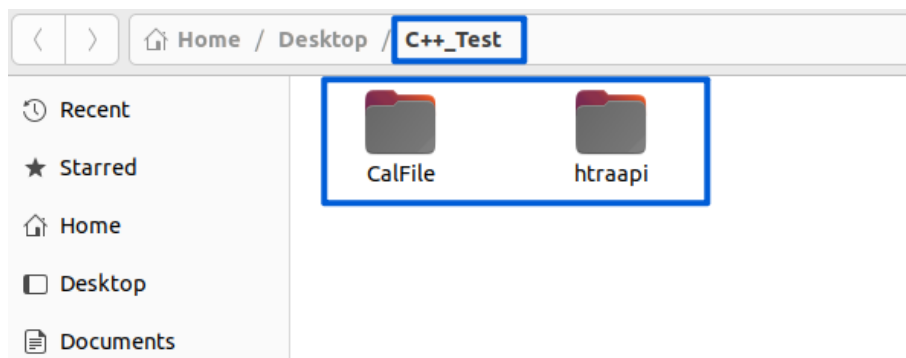 Home / Desktop / C++_Test
Recent
Starred
Home
Desktop
Documents
CalFile
htraapi